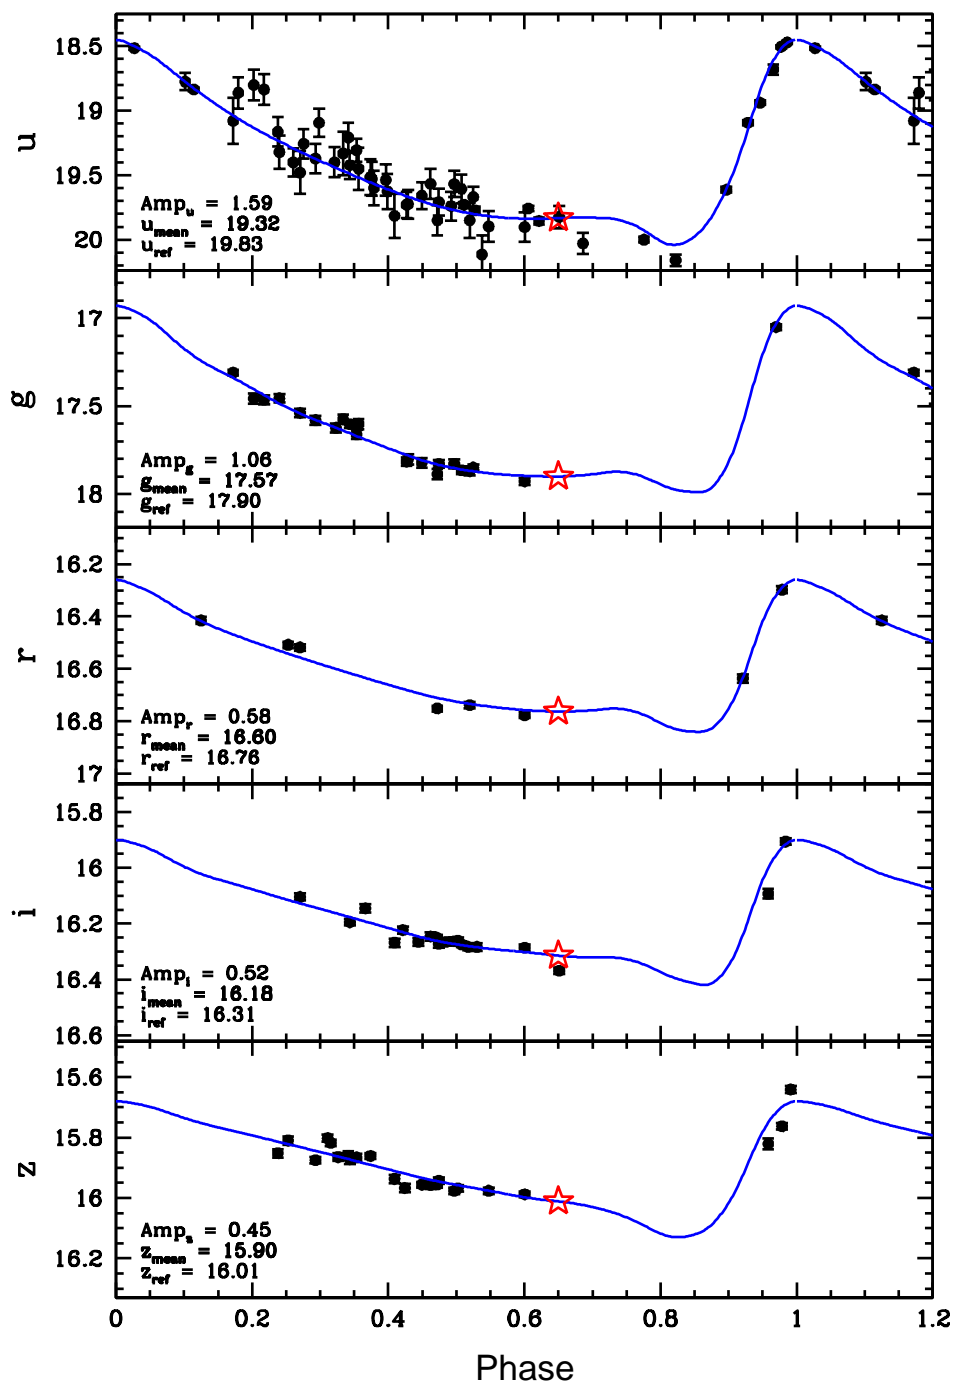 18.5
19
19.5
20
u
Amp_u = 1.59
u_mean = 19.32
u_ref = 19.83
17
17.5
18
g
Amp_g = 1.06
g_mean = 17.57
g_ref = 17.90
16.2
16.4
16.6
16.8
17
r
Amp_r = 0.58
r_mean = 16.60
r_ref = 16.76
15.8
16
16.2
16.4
16.6
i
Amp_i = 0.52
i_mean = 16.18
i_ref = 16.31
15.6
15.8
16
16.2
z
Amp_z = 0.45
z_mean = 15.90
z_ref = 16.01
0 0.2 0.4 0.6 0.8 1 1.2
Phase